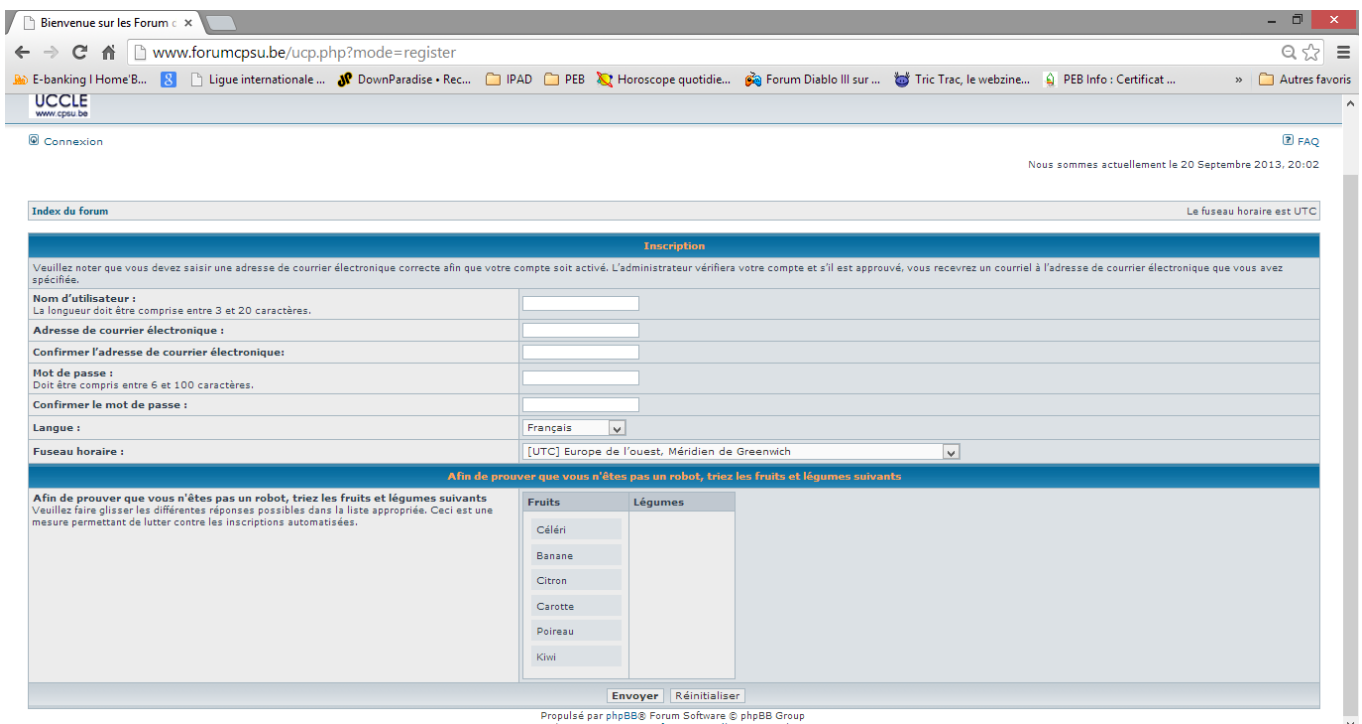 Bienvenue sur les Forum c
www.forumcpsu.be/ucp.php?mode=register
E-banking I Home'B... Ligue internationale ... DownParadise • Rec... IPAD PEB Horoscope quotidie... Forum Diablo III sur ... Tric Trac, le webzine... PEB Info : Certificat ... » Autres favoris
UCCLE
www.cpsu.be
Connexion FAQ
Nous sommes actuellement le 20 Septembre 2013, 20:02
Index du forum Le fuseau horaire est UTC
Inscription
Veuillez noter que vous devez saisir une adresse de courrier électronique correcte afin que votre compte soit activé. L'administrateur vérifiera votre compte et s'il est approuvé, vous recevrez un courriel à l'adresse de courrier électronique que vous avez
spécifiée.
Nom d'utilisateur :
La longueur doit être comprise entre 3 et 20 caractères.
Adresse de courrier électronique :
Confirmer l'adresse de courrier électronique:
Mot de passe :
Doit être compris entre 6 et 100 caractères.
Confirmer le mot de passe :
Langue : Français
Fuseau horaire : [UTC] Europe de l'ouest, Méridien de Greenwich
Afin de prouver que vous n'êtes pas un robot, triez les fruits et légumes suivants
Afin de prouver que vous n'êtes pas un robot, triez les fruits et légumes suivants
Veuillez faire glisser les différentes réponses possibles dans la liste appropriée. Ceci est une
mesure permettant de lutter contre les inscriptions automatisées.
Fruits Légumes
Céléri
Banane
Citron
Carotte
Poireau
Kiwi
Envoyer Réinitialiser
Propulsé par phpBB® Forum Software © phpBB Group